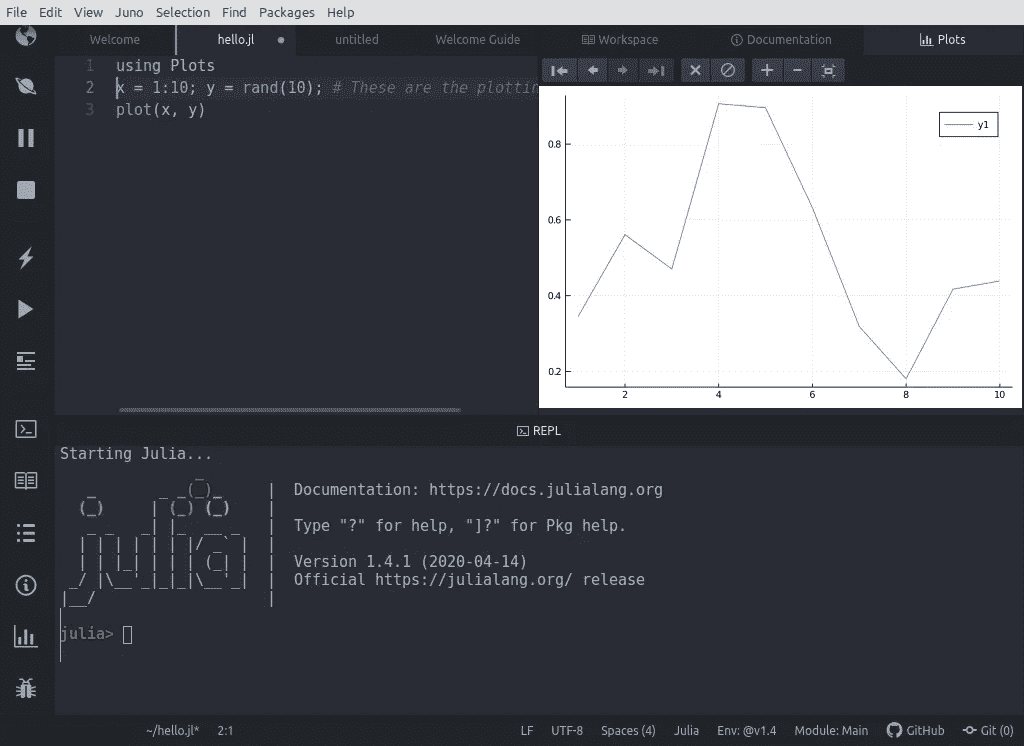 File Edit View Juno Selection Find Packages Help
Welcome hello.jl untitled Welcome Guide Workspace Documentation Plots
1 using Plots
2 x = 1:10; y = rand(10); # These are the plottin
3 plot(x, y)
y1
0.8
0.6
0.4
0.2
2 4 6 8 10
REPL
Starting Julia...
               _
   _       _ _(_)_     |  Documentation: https://docs.julialang.org
  (_)     | (_) (_)    |
   _ _   _| |_  __ _   |  Type "?" for help, "]?" for Pkg help.
  | | | | | | |/ _` |  |
  | | |_| | | | (_| |  |  Version 1.4.1 (2020-04-14)
 _/ |\__'_|_|_|\__'_|  |  Official https://julialang.org/ release
|__/                   |
julia>
~/hello.jl* 2:1 LF UTF-8 Spaces (4) Julia Env: @v1.4 Module: Main GitHub Git (0)